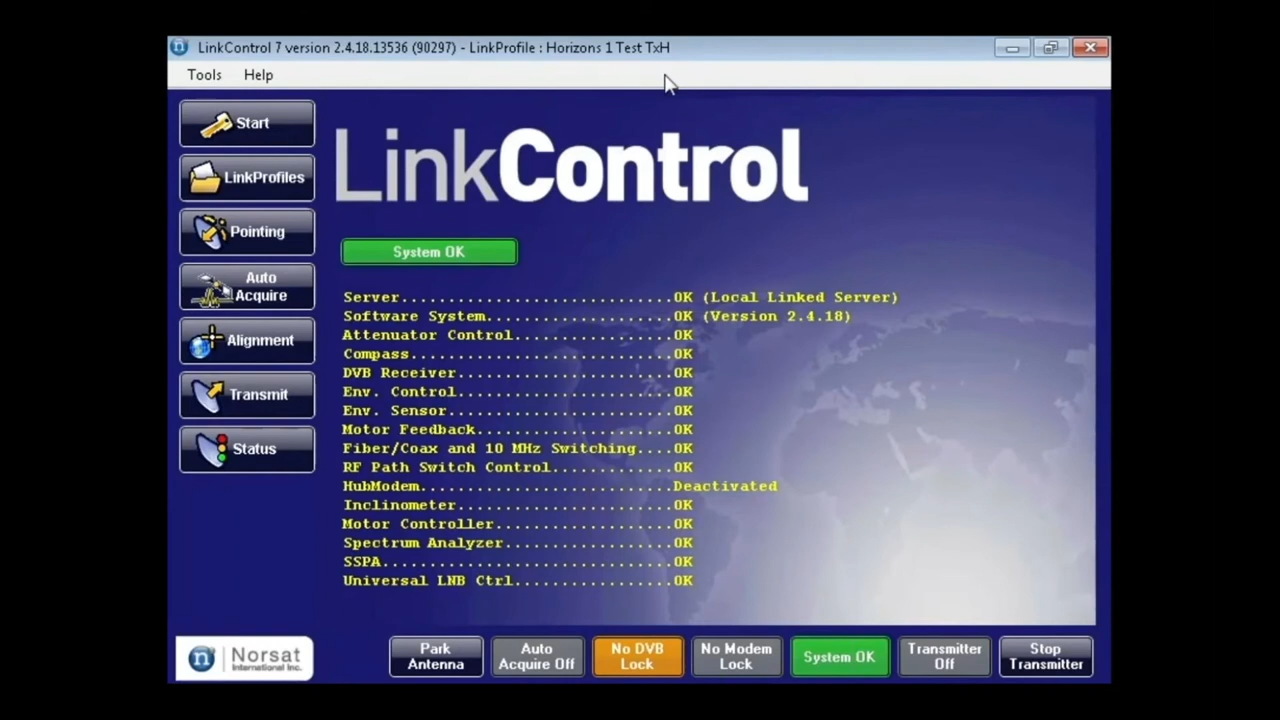 LinkControl 7 version 2.4.18.13536 (90297) - LinkProfile : Horizons 1 Test TxH
Tools Help
Start
LinkProfiles
Pointing
Auto
Acquire
Alignment
Transmit
Status
LinkControl
System OK
Server..........................OK (Local Linked Server)
Software System....................OK (Version 2.4.18)
Attenuator Control.................OK
Compass............................OK
DVB Receiver.......................OK
Env. Control.......................OK
Env. Sensor........................OK
Motor Feedback.....................OK
Fiber/Coax and 10 MHz Switching....OK
RF Path Switch Control.............OK
HubModem...........................Deactivated
Inclinometer.......................OK
Motor Controller...................OK
Spectrum Analyzer..................OK
SSPA...............................OK
Universal LNB Ctrl.................OK
n Norsat
International Inc.
Park
Antenna
Auto
Acquire Off
No DVB
Lock
No Modem
Lock
System OK
Transmitter
Off
Stop
Transmitter